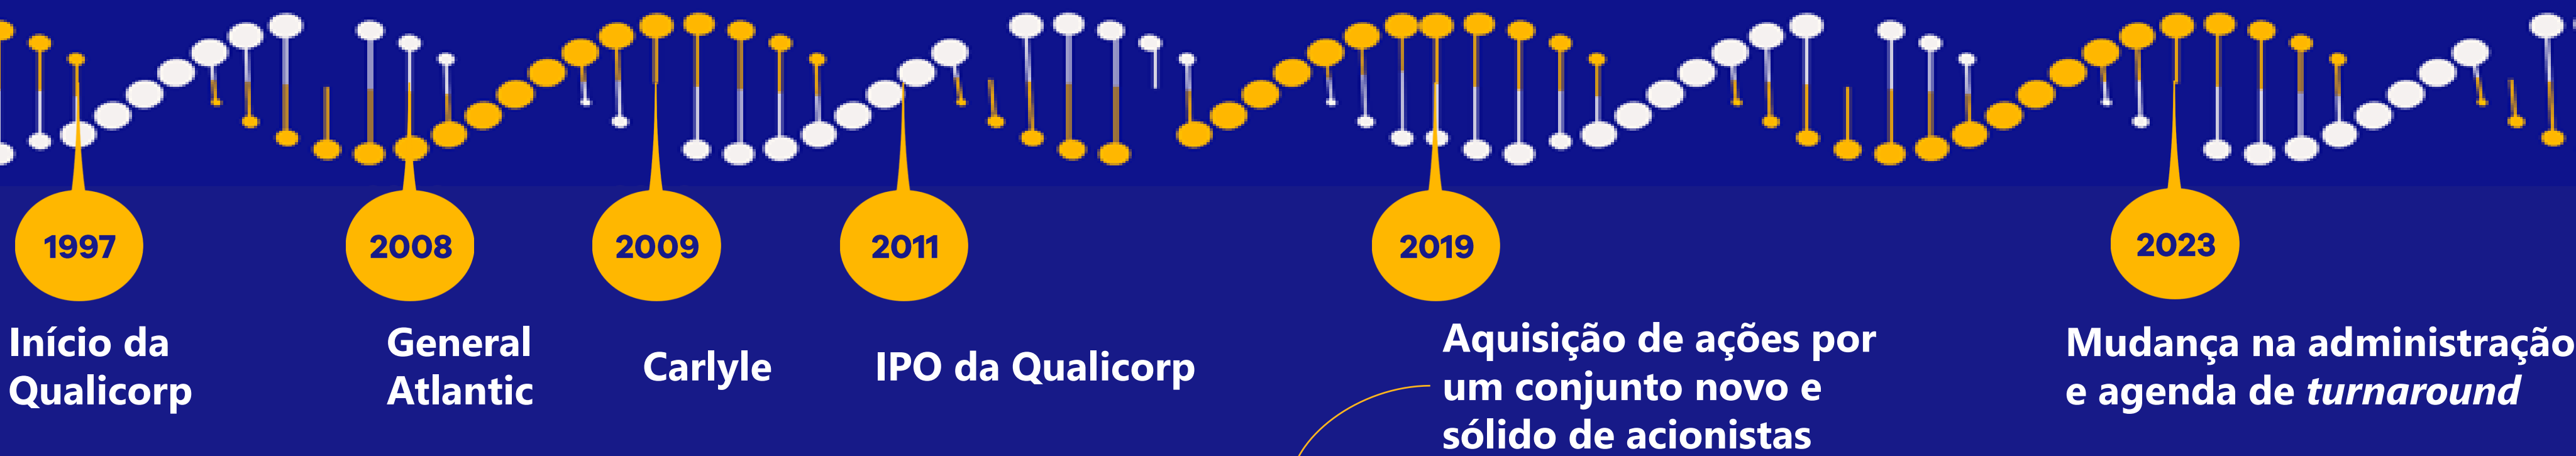 1997
2008
2009
2011
2019
2023
Início da
Qualicorp
General
Atlantic
Carlyle
IPO da Qualicorp
Aquisição de ações por
um conjunto novo e
sólido de acionistas
Mudança na administração
e agenda de turnaround